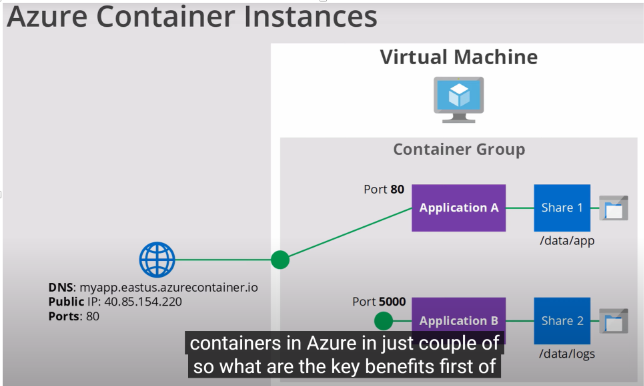 Azure Container Instances
Virtual Machine
Container Group
Port 80
Application A
Share 1
/data/app
DNS: myapp.eastus.azurecontainer.io
Public IP: 40.85.154.220
Ports: 80
Port 5000
Application B
Share 2
/data/logs
containers in Azure in just couple of
so what are the key benefits first of